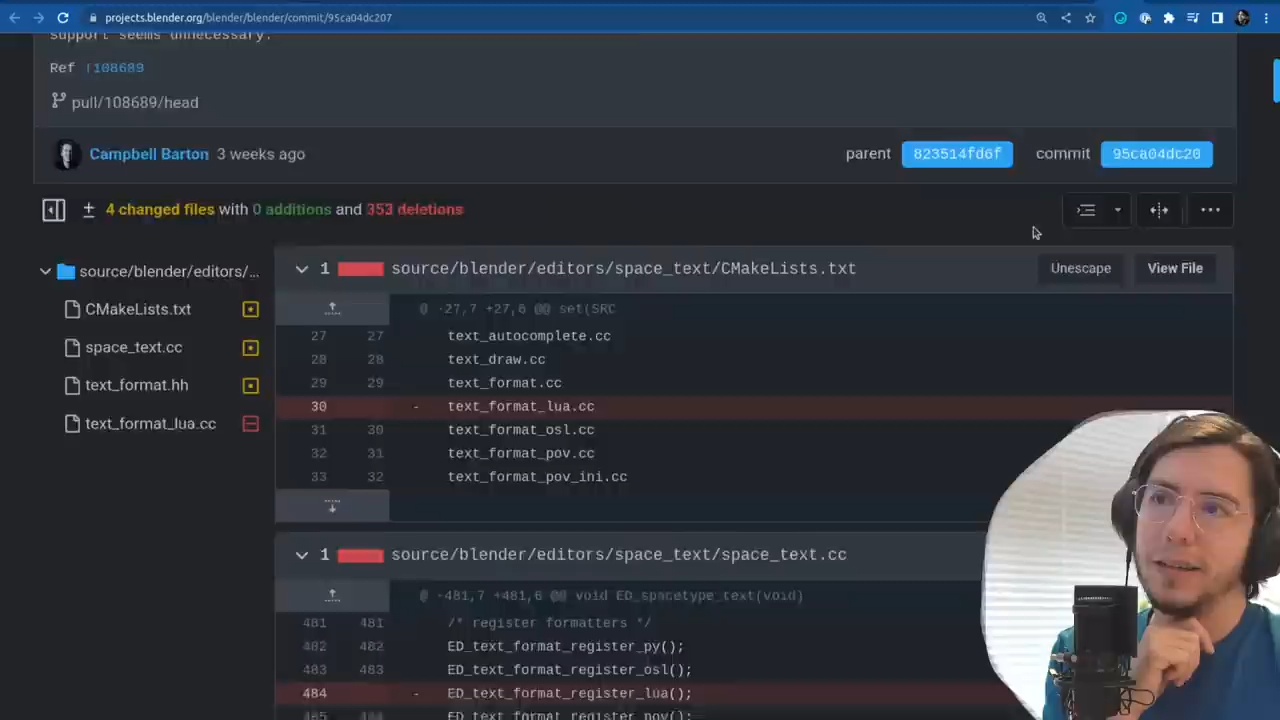 projects.blender.org/blender/blender/commit/95ca04dc207
support seems unnecessary.
Ref !108689
pull/108689/head
Campbell Barton 3 weeks ago
parent 823514fd6f commit 95ca04dc20
4 changed files with 0 additions and 353 deletions
source/blender/editors/...
CMakeLists.txt
space_text.cc
text_format.hh
text_format_lua.cc
1 source/blender/editors/space_text/CMakeLists.txt Unescape View File
@ -27,7 +27,6 @@ set(SRC
27 27 text_autocomplete.cc
28 28 text_draw.cc
29 29 text_format.cc
30 - text_format_lua.cc
31 30 text_format_osl.cc
32 31 text_format_pov.cc
33 32 text_format_pov_ini.cc
1 source/blender/editors/space_text/space_text.cc
@ -481,7 +481,6 @@ void ED_spacetype_text(void)
481 481 /* register formatters */
482 482 ED_text_format_register_py();
483 483 ED_text_format_register_osl();
484 - ED_text_format_register_lua();
485 484 ED_text_format_register_pov();